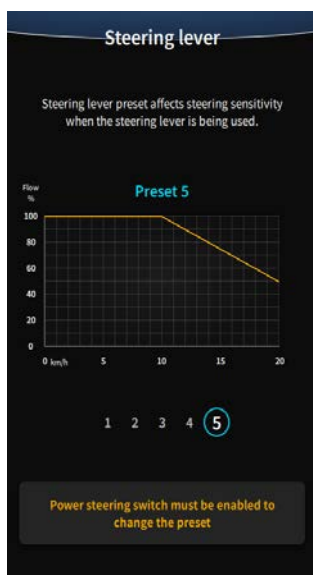 Steering lever
Steering lever preset affects steering sensitivity
when the steering lever is being used.
Flow
%
Preset 5
100
80
60
40
20
0
0 km/h 5 10 15 20
1 2 3 4 5
Power steering switch must be enabled to
change the preset